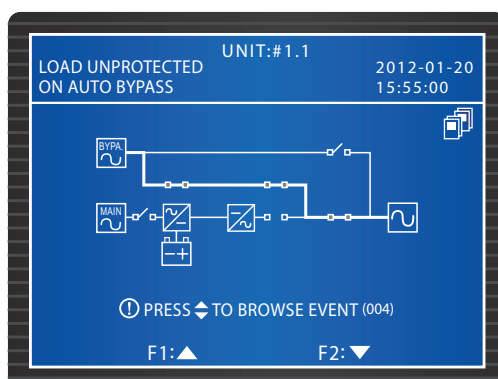 UNIT:#1.1
LOAD UNPROTECTED
ON AUTO BYPASS
2012-01-20
15:55:00
BYPA.
MAIN
PRESS TO BROWSE EVENT (004)
F1:
F2: